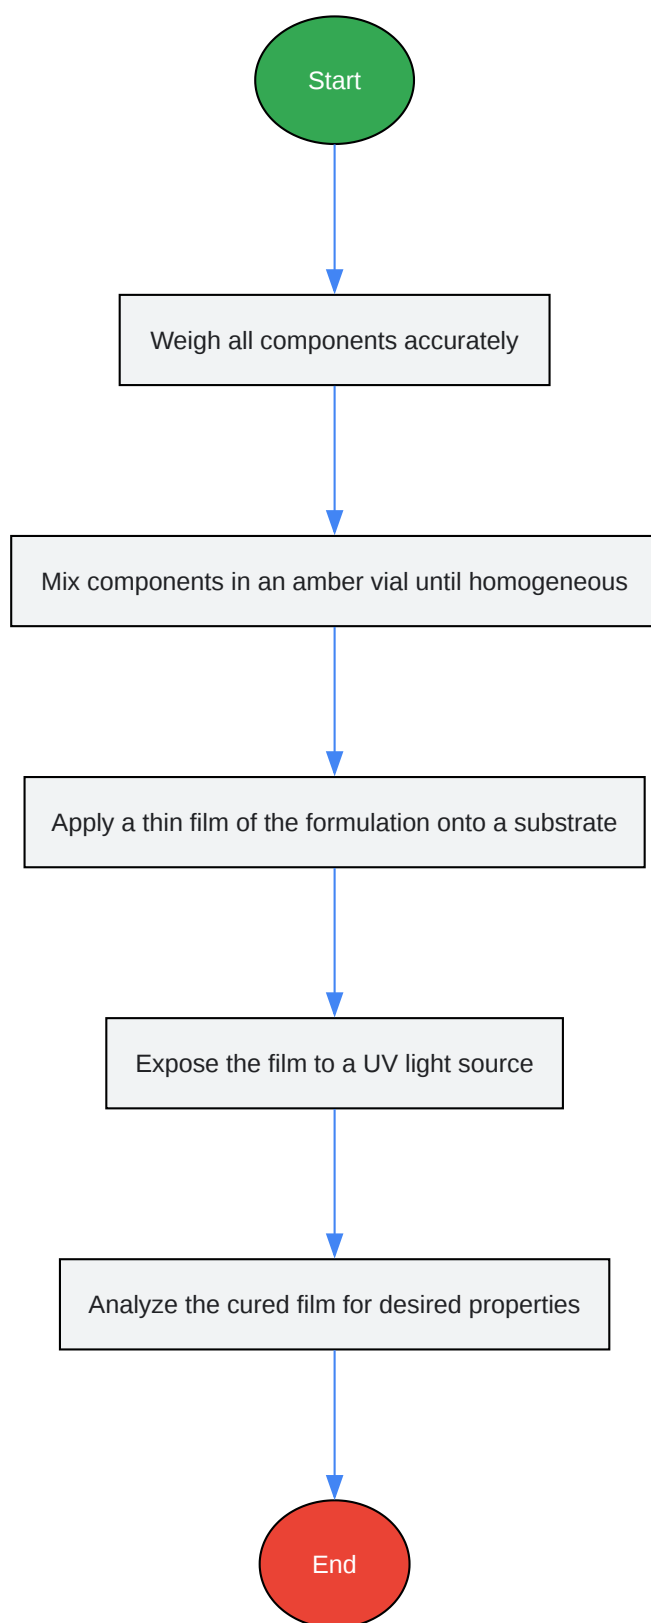 Start
Weigh all components accurately
Mix components in an amber vial until homogeneous
Apply a thin film of the formulation onto a substrate
Expose the film to a UV light source
Analyze the cured film for desired properties
End